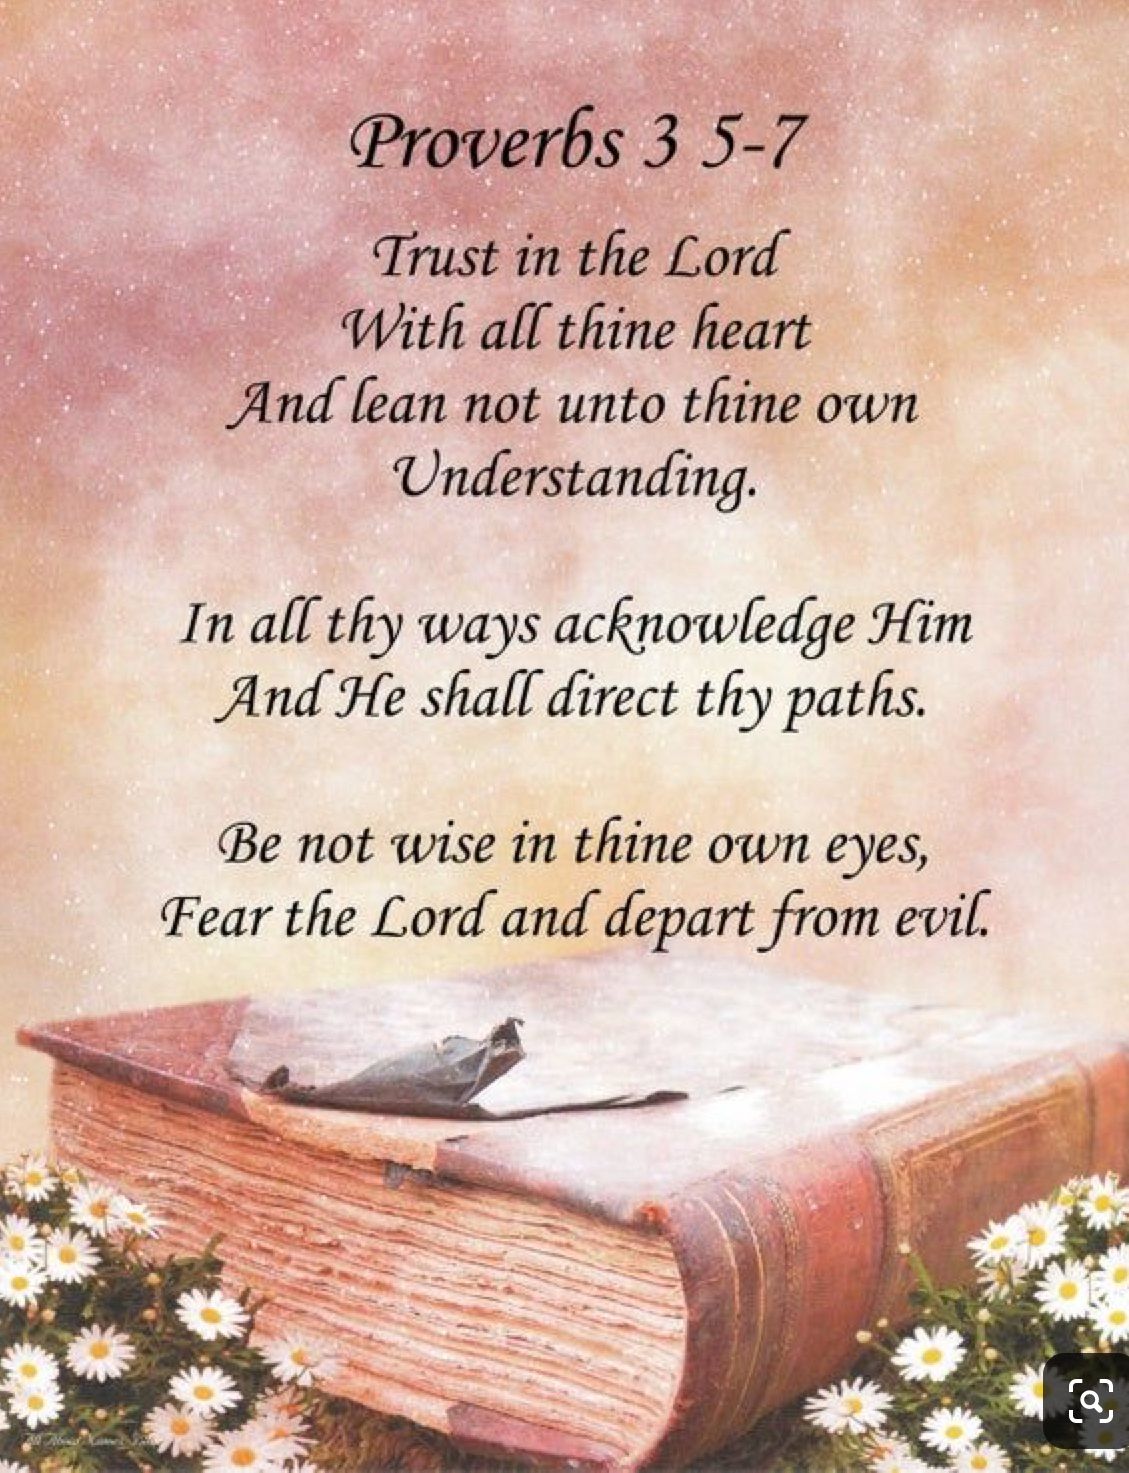 Proverbs 3 5-7
Trust in the Lord
With all thine heart
And lean not unto thine own
Understanding.
In all thy ways acknowledge Him
And He shall direct thy paths.
Be not wise in thine own eyes,
Fear the Lord and depart from evil.